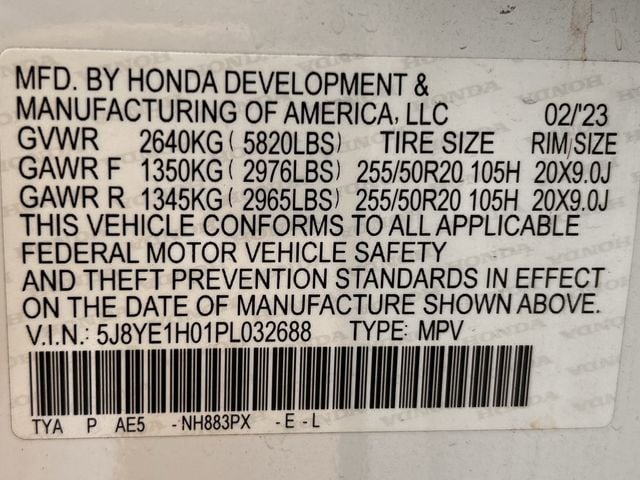 MFD. BY HONDA DEVELOPMENT &
MANUFACTURING OF AMERICA, LLC 02/'23
GVWR 2640KG ( 5820LBS) TIRE SIZE RIM/SIZE
GAWR F 1350KG ( 2976LBS) 255/50R20 105H 20X9.0J
GAWR R 1345KG ( 2965LBS) 255/50R20 105H 20X9.0J
THIS VEHICLE CONFORMS TO ALL APPLICABLE
FEDERAL MOTOR VEHICLE SAFETY
AND THEFT PREVENTION STANDARDS IN EFFECT
ON THE DATE OF MANUFACTURE SHOWN ABOVE.
V.I.N.: 5J8YE1H01PL032688 TYPE: MPV
TYA P AE5 - NH883PX - E - L